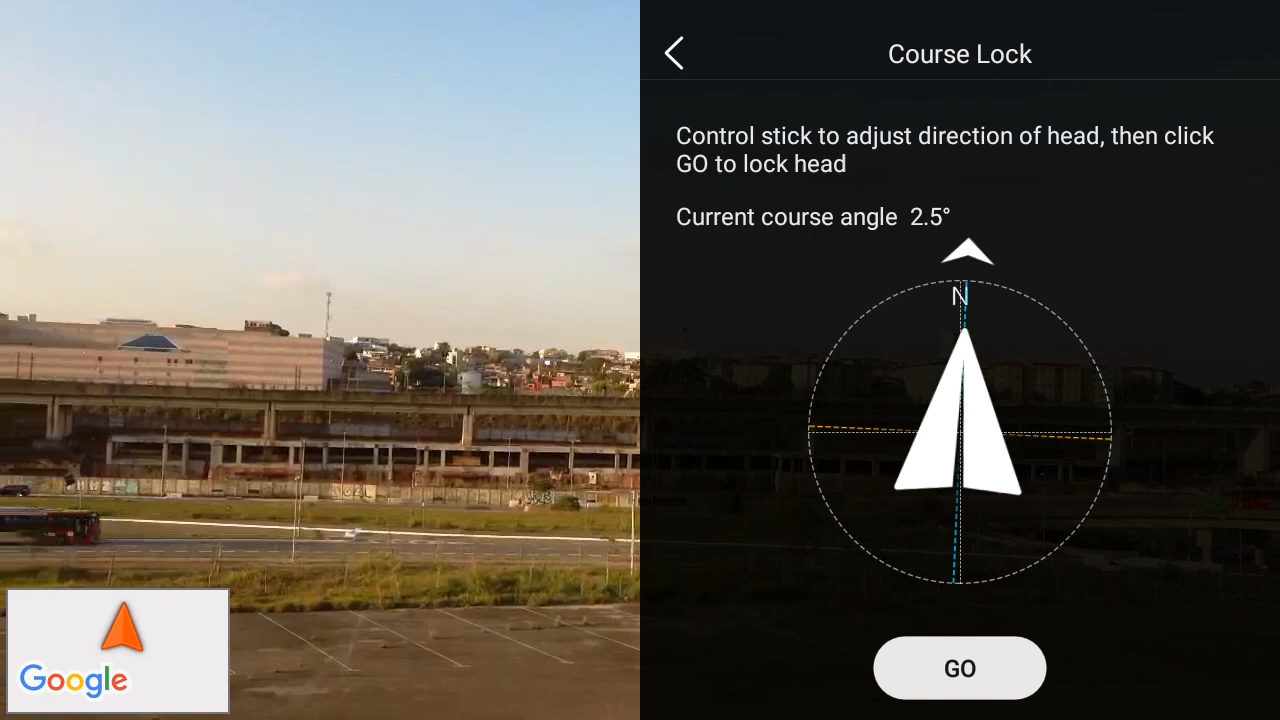 Course Lock
Control stick to adjust direction of head, then click
GO to lock head
Current course angle 2.5°
N
GO
Google